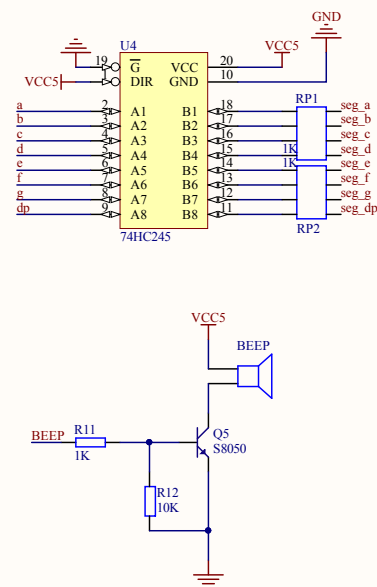 GND
U4
VCC5
19
G
VCC
20
VCC5
1
DIR
GND
10
RP1
a
2
A1
B1
18
seg_a
b
3
A2
B2
17
seg_b
c
4
A3
B3
16
seg_c
d
5
A4
B4
15
1K
seg_d
e
6
A5
B5
14
1K
seg_e
f
7
A6
B6
13
seg_f
g
8
A7
B7
12
seg_g
dp
9
A8
B8
11
seg_dp
74HC245
RP2
VCC5
BEEP
BEEP
R11
1K
Q5
S8050
R12
10K